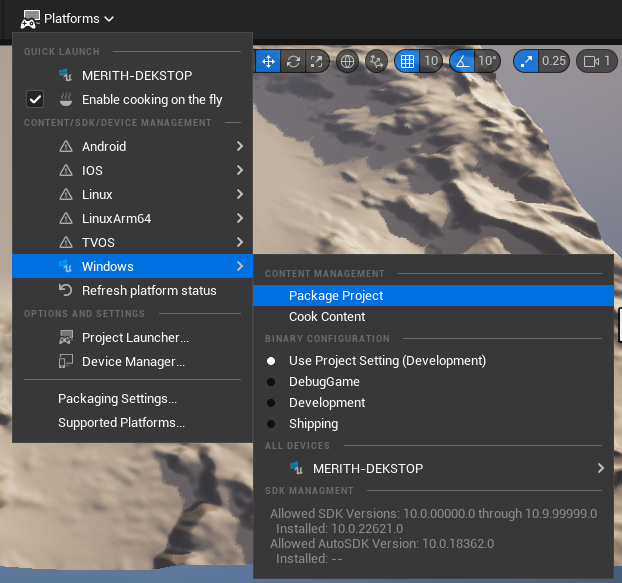 Platforms
QUICK LAUNCH
MERITH-DEKSTOP
Enable cooking on the fly
CONTENT/SDK/DEVICE MANAGEMENT
Android
IOS
Linux
LinuxArm64
TVOS
Windows
Refresh platform status
OPTIONS AND SETTINGS
Project Launcher...
Device Manager...
Packaging Settings...
Supported Platforms...
10
10°
0.25
1
CONTENT MANAGEMENT
Package Project
Cook Content
BINARY CONFIGURATION
Use Project Setting (Development)
DebugGame
Development
Shipping
ALL DEVICES
MERITH-DEKSTOP
SDK MANAGMENT
Allowed SDK Versions: 10.0.00000.0 through 10.9.99999.0
Installed: 10.0.22621.0
Allowed AutoSDK Version: 10.0.18362.0
Installed: --